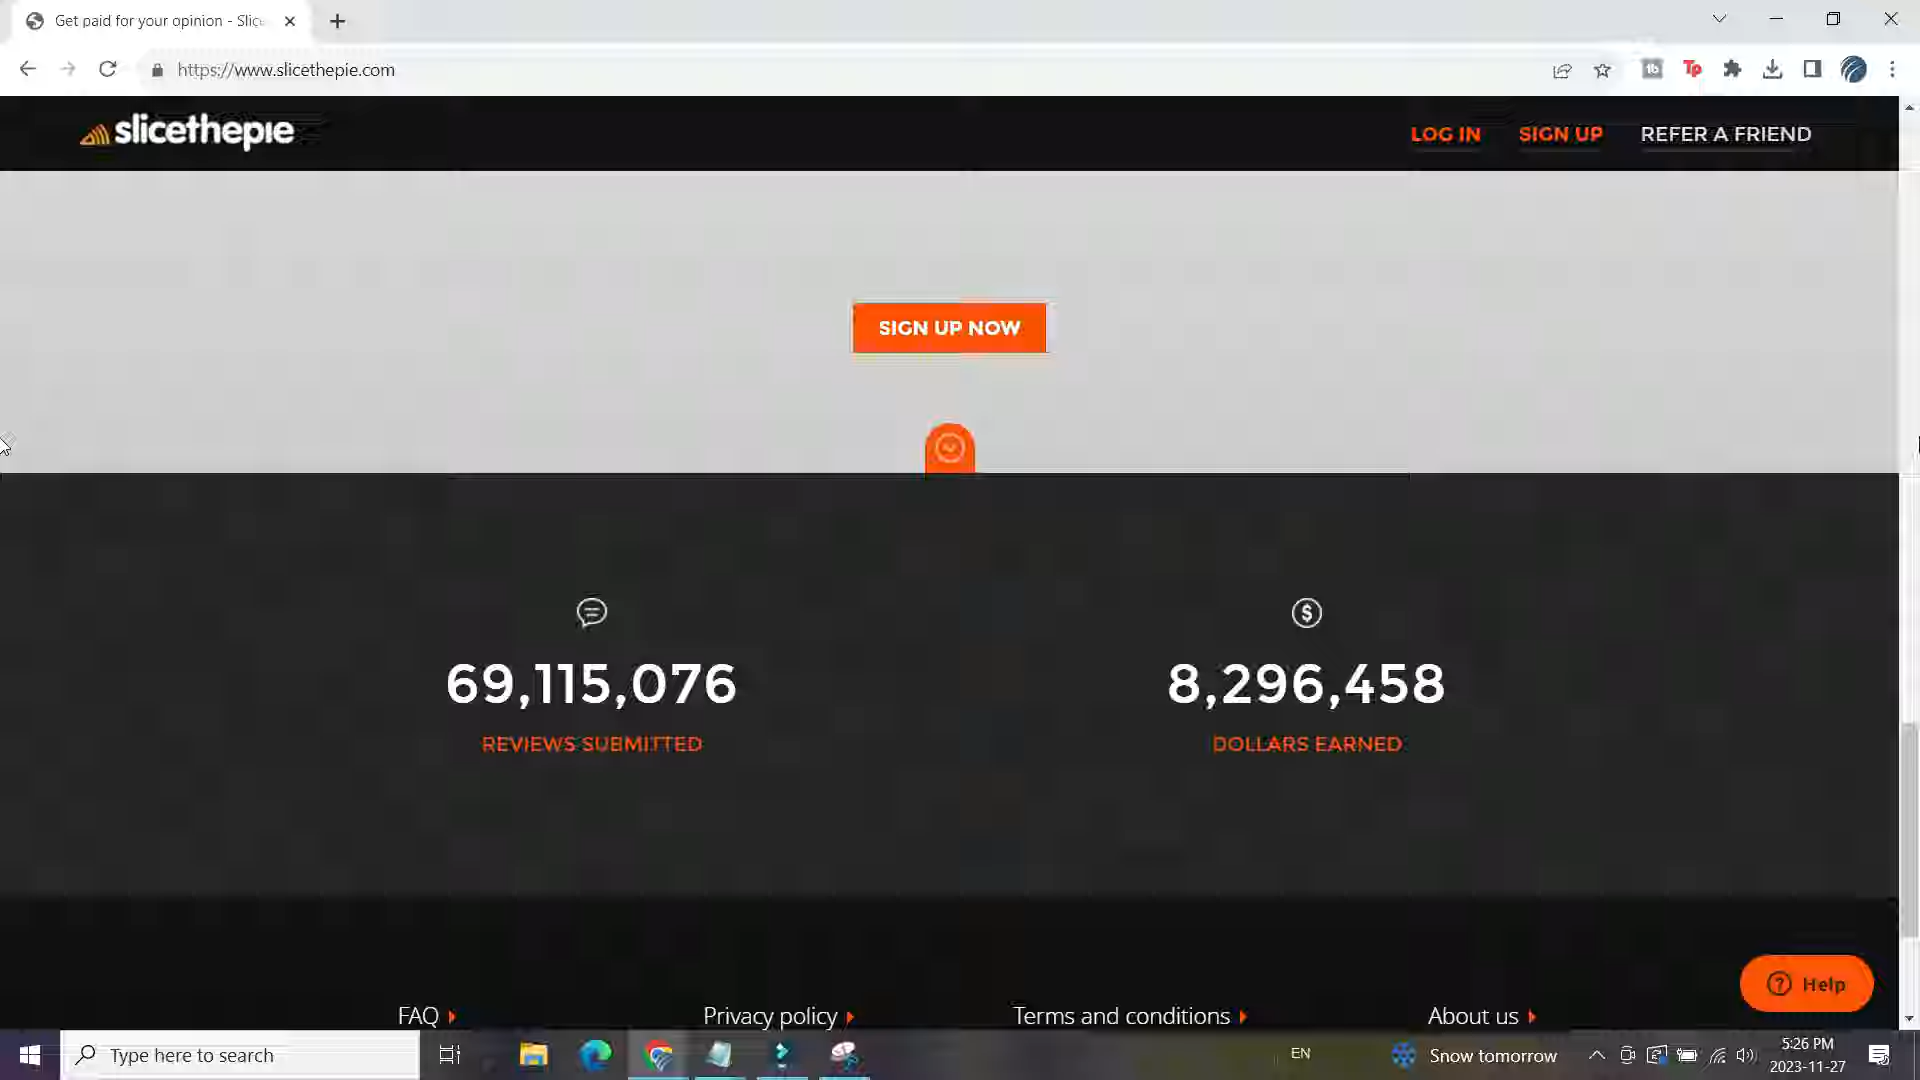 Get paid for your opinion - Slic
https://www.slicethepie.com
slicethepie
LOG IN
SIGN UP
REFER A FRIEND
SIGN UP NOW
69,115,076
8,296,458
REVIEWS SUBMITTED
DOLLARS EARNED
Help
FAQ
Privacy policy
Terms and conditions
About us
Type here to search
EN
Snow tomorrow
5:26 PM
2023-11-27